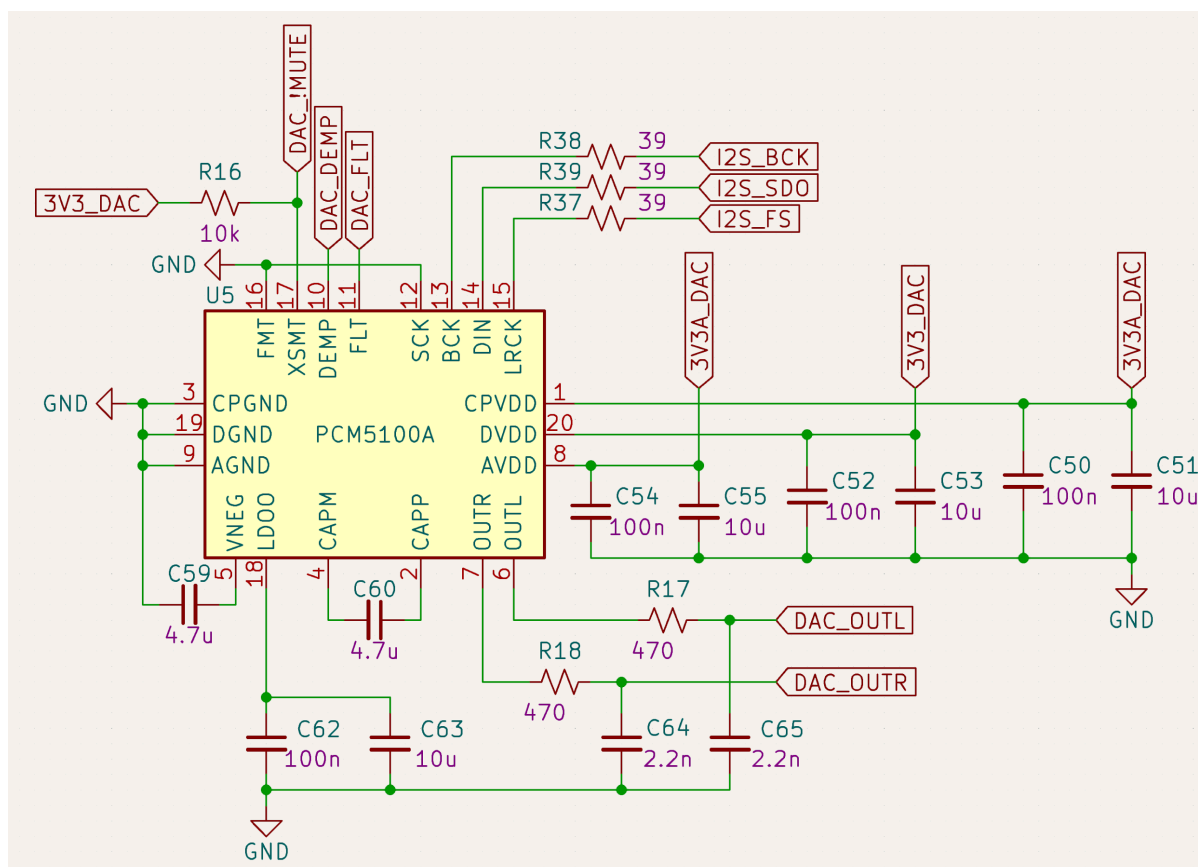 DAC_!MUTE
DAC_DEMP
DAC_FLT
R38 39 I2S_BCK
R39 39 I2S_SDO
R37 39 I2S_FS
3V3_DAC R16
10k
GND
U5
16 17 10 11 12 13 14 15
FMT XSMT DEMP FLT SCK BCK DIN LRCK
3V3A_DAC 3V3_DAC 3V3A_DAC
GND 3 CPGND CPVDD 1
19 DGND PCM5100A DVDD 20
9 AGND AVDD 8
VNEG LDOO CAPM CAPP OUTR OUTL
5 18 4 2 7 6
C54 C55 C52 C53 C50 C51
100n 10u 100n 10u 100n 10u
C59 C60
4.7u 4.7u
R17
470 DAC_OUTL
R18
470 DAC_OUTR
GND
C62 C63 C64 C65
100n 10u 2.2n 2.2n
GND